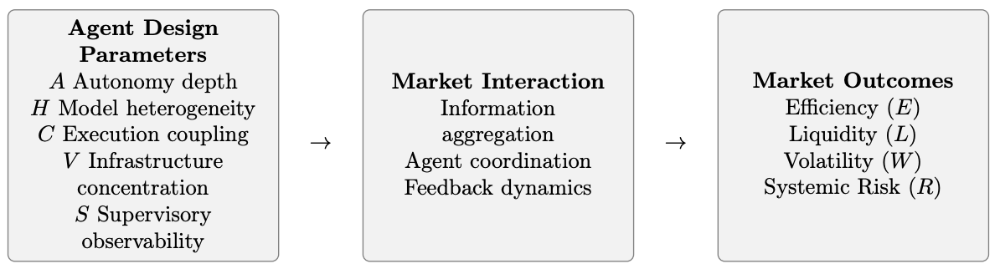 Agent Design
Parameters
A Autonomy depth
H Model heterogeneity
C Execution coupling
V Infrastructure
concentration
S Supervisory
observability
→
Market Interaction
Information
aggregation
Agent coordination
Feedback dynamics
→
Market Outcomes
Efficiency (E)
Liquidity (L)
Volatility (W)
Systemic Risk (R)